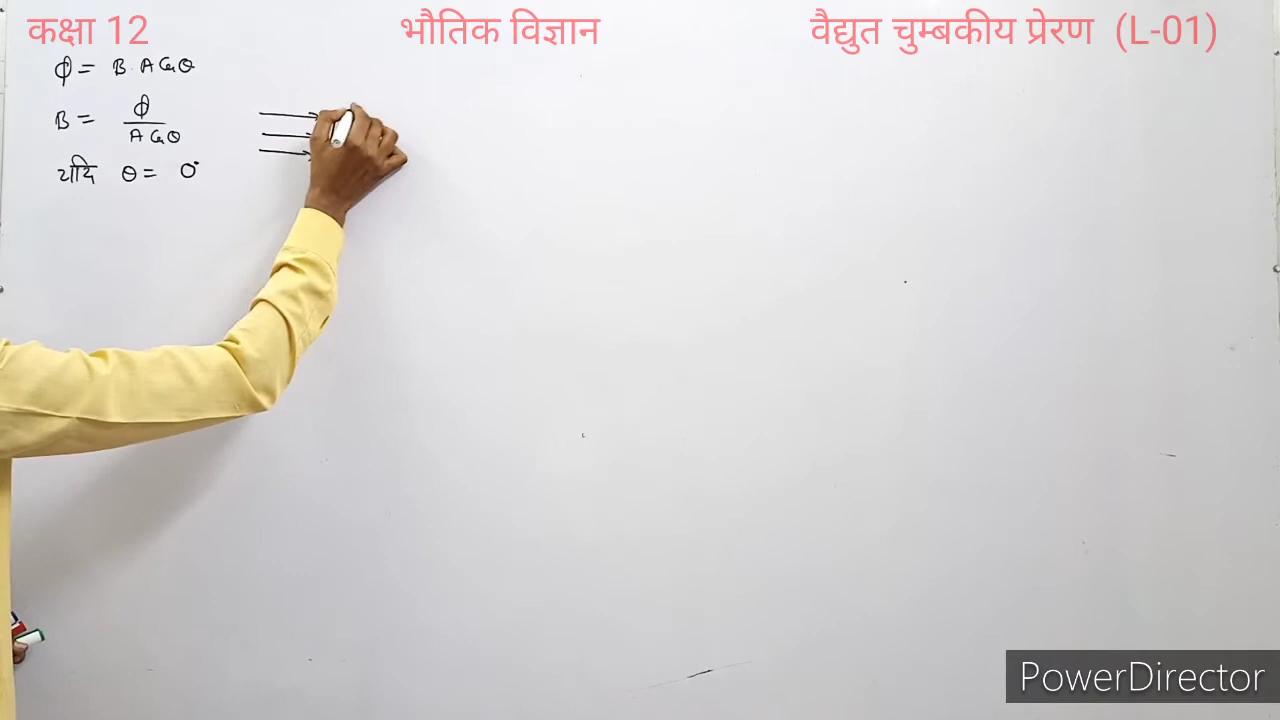 कक्षा 12 भौतिक विज्ञान वैद्युत चुम्बकीय प्रेरण (L-01)
ϕ = B. A Cosθ
B = ϕ / A Cosθ
यदि θ = 0°
PowerDirector